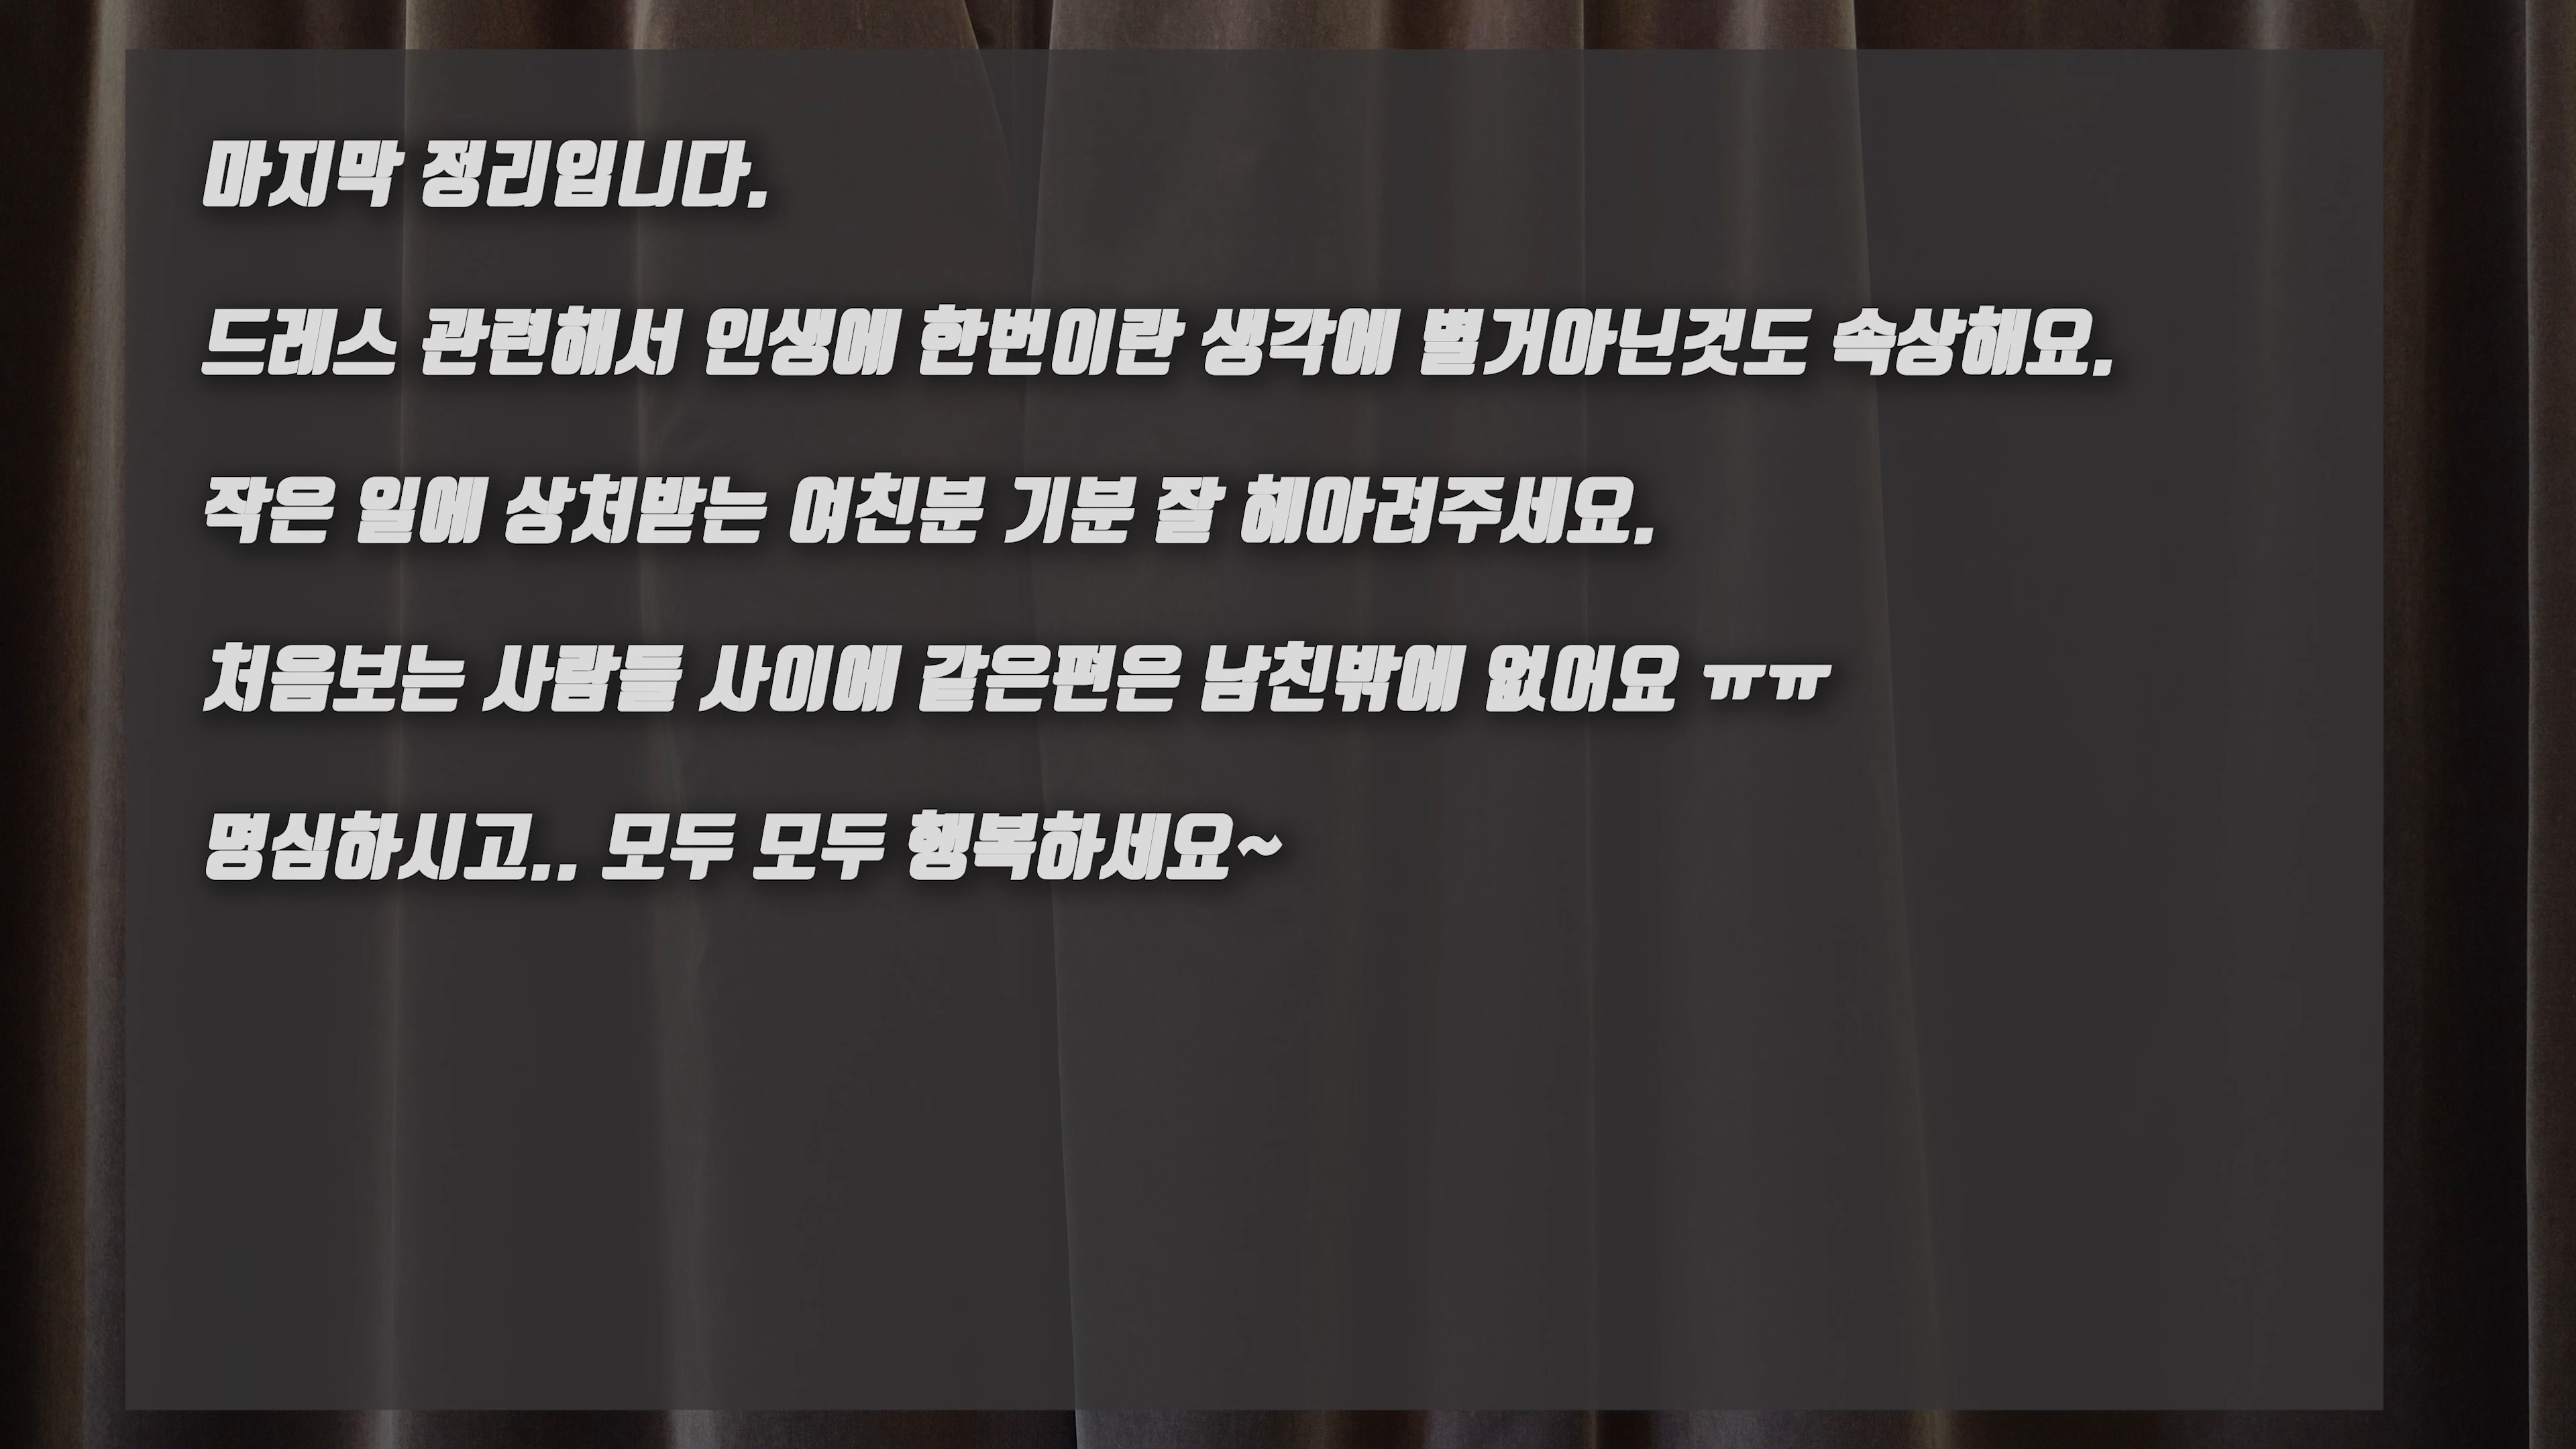 마지막 정리입니다.
드레스 관련해서 인생에 한번이란 생각에 별거아닌것도 속상해요.
작은 일에 상처받는 여친분 기분 잘 헤아려주세요.
처음보는 사람들 사이에 같은편은 남친밖에 없어요 ㅠㅠ
명심하시고.. 모두 모두 행복하세요~